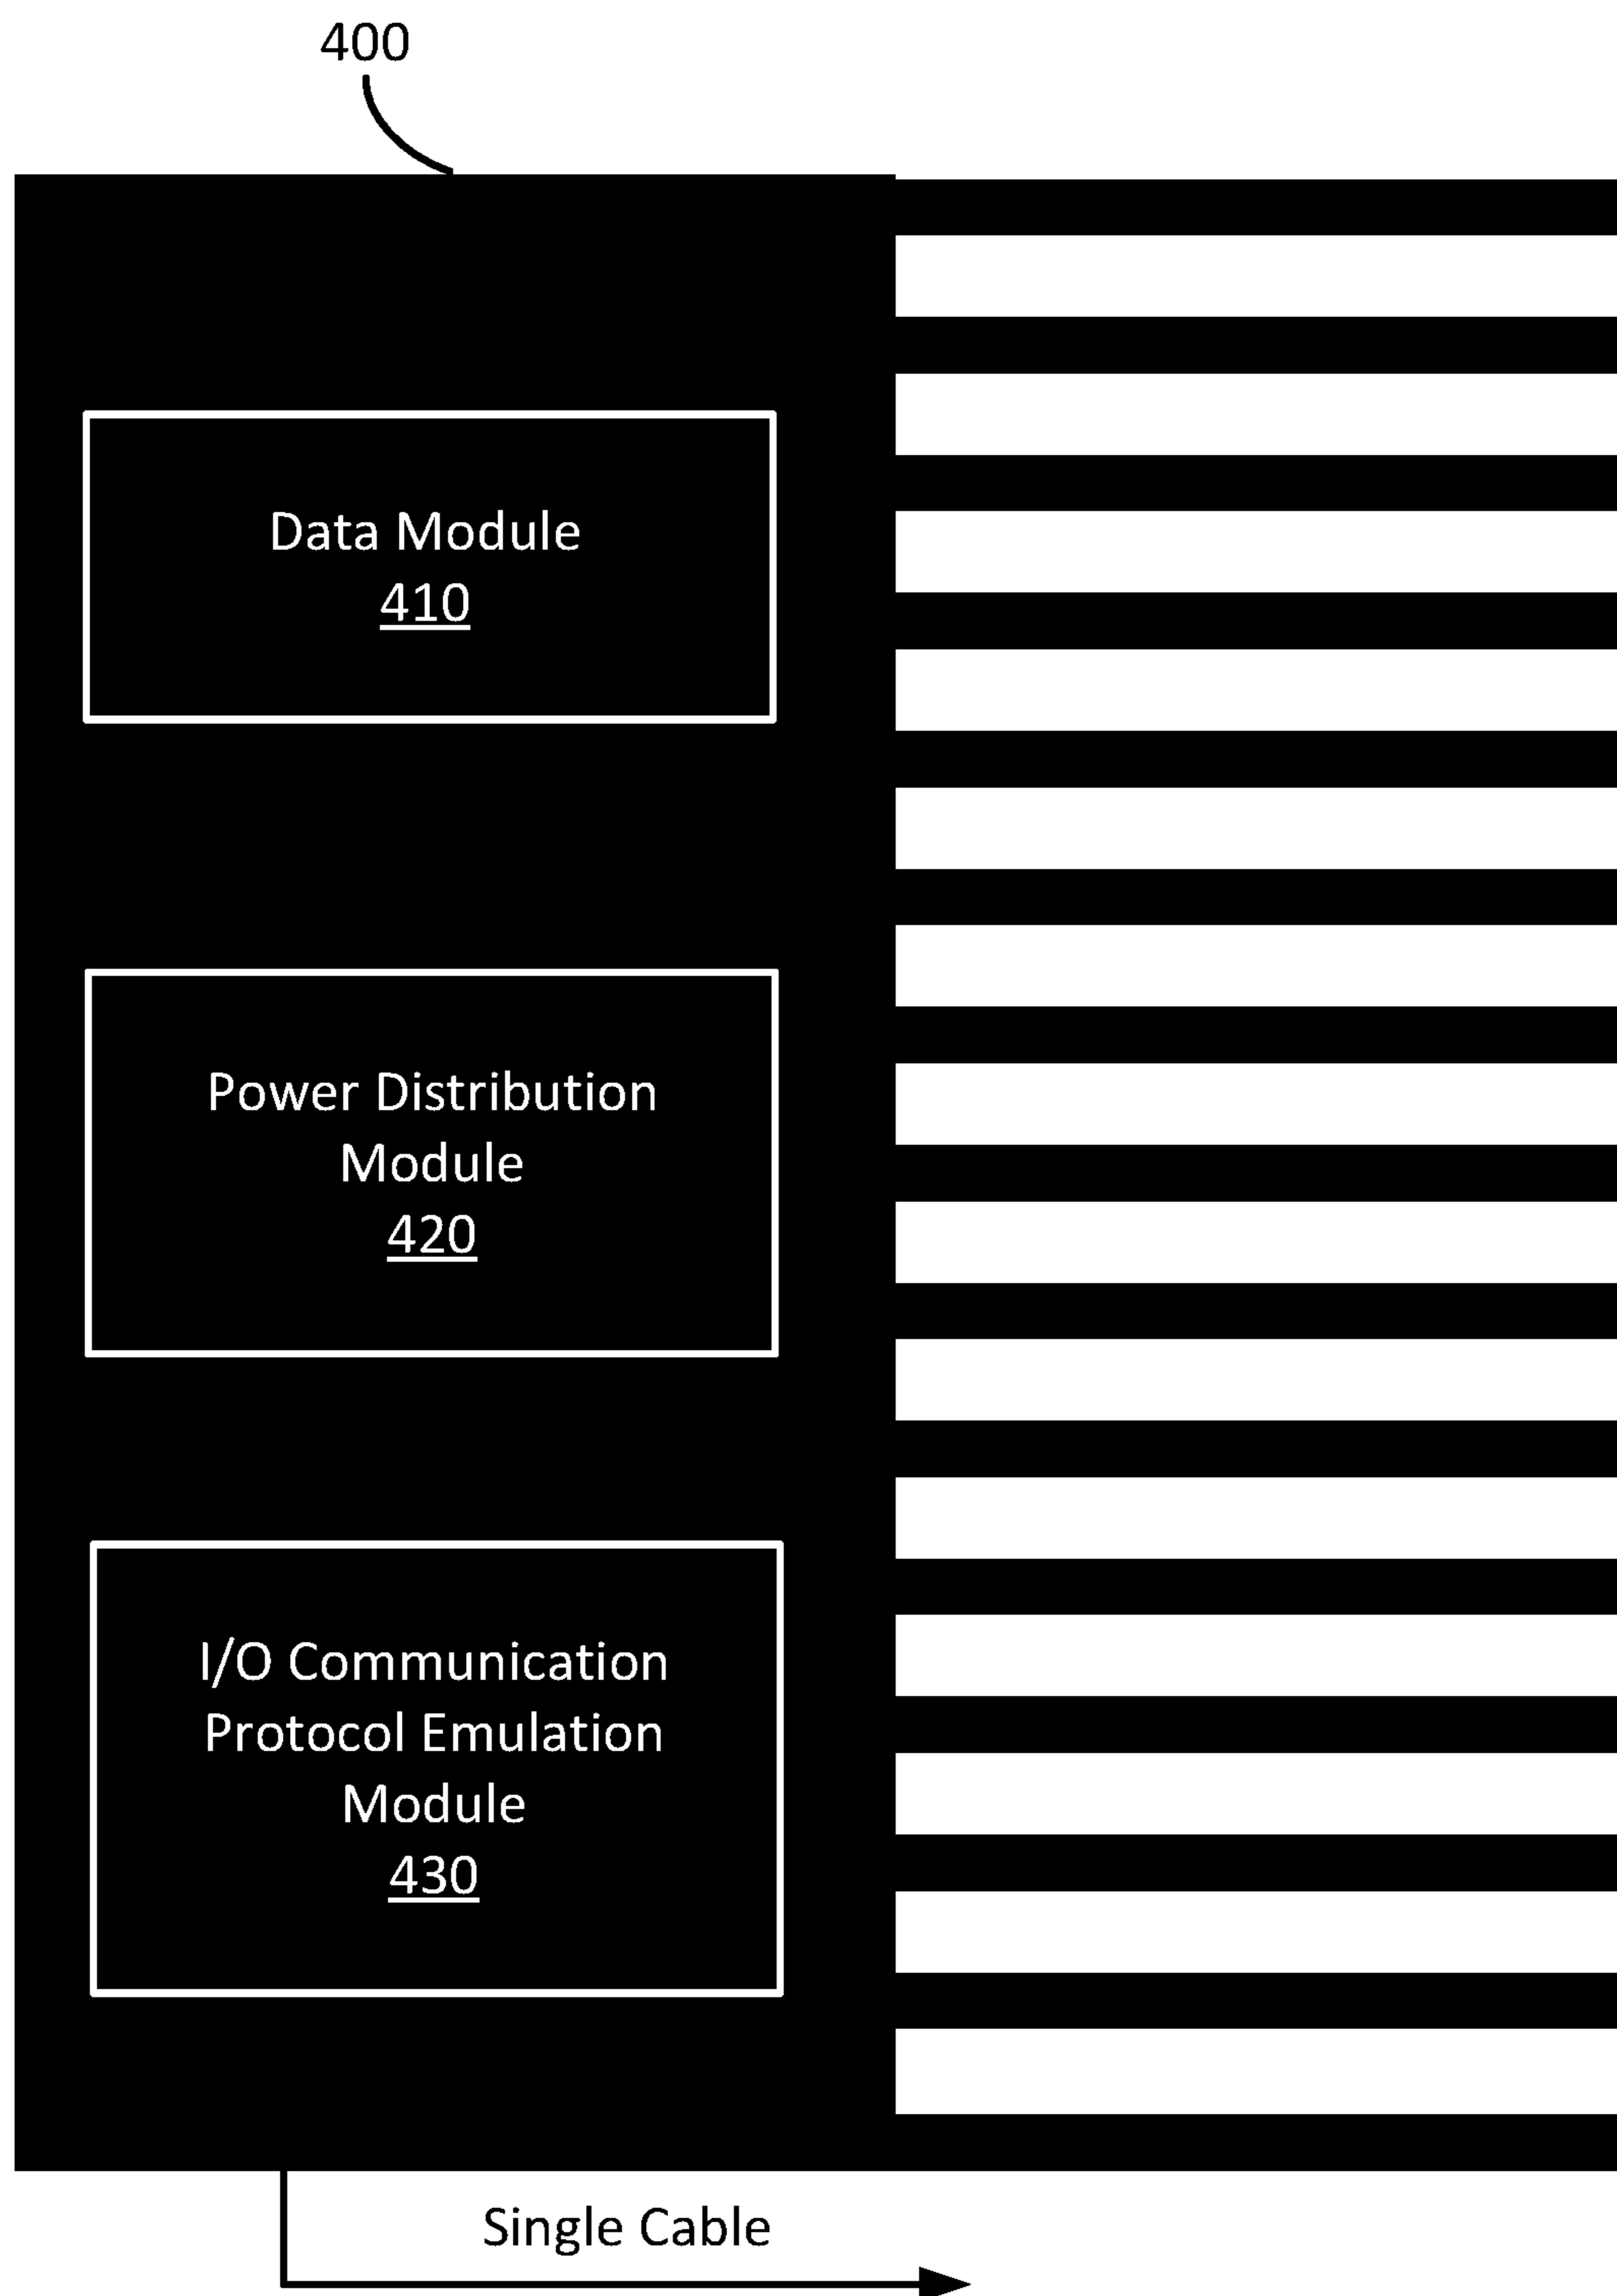 400
Data Module
410
Power Distribution
Module
420
I/O Communication
Protocol Emulation
Module
430
Single Cable